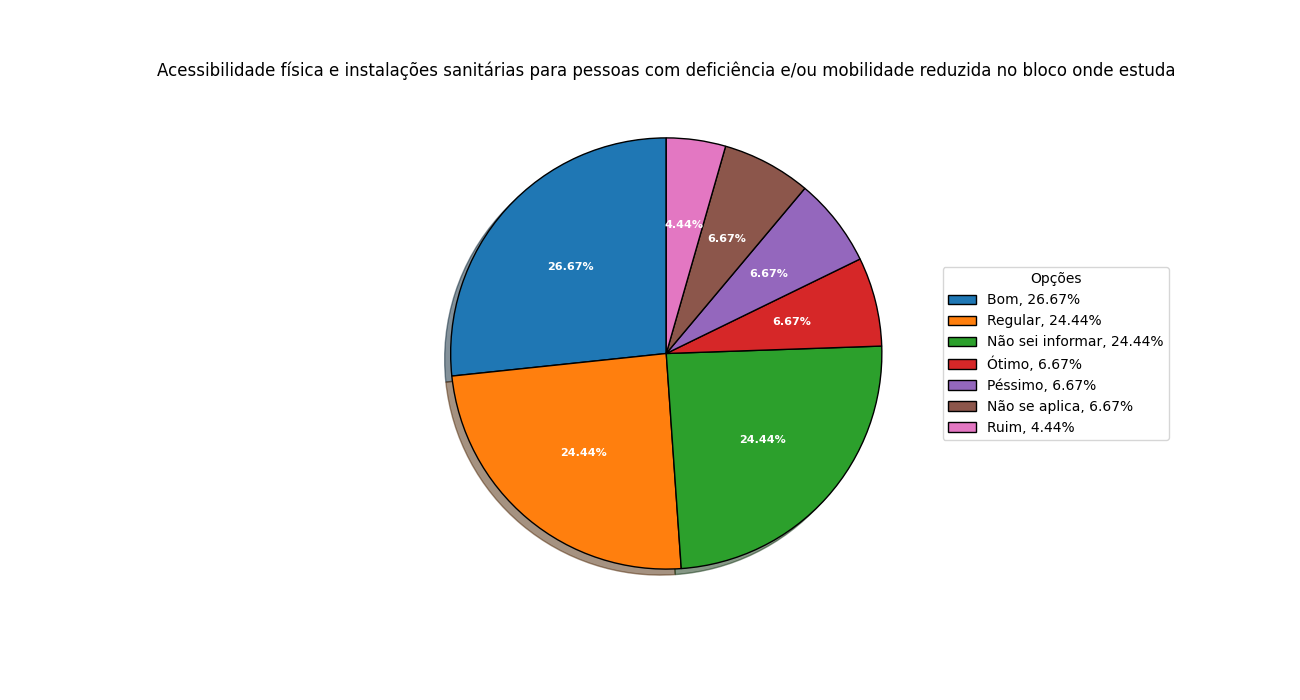 Acessibilidade física e instalações sanitárias para pessoas com deficiência e/ou mobilidade reduzida no bloco onde estuda
4.44%
6.67%
26.67%
6.67%
6.67%
24.44%
24.44%
Opções
Bom, 26.67%
Regular, 24.44%
Não sei informar, 24.44%
Ótimo, 6.67%
Péssimo, 6.67%
Não se aplica, 6.67%
Ruim, 4.44%